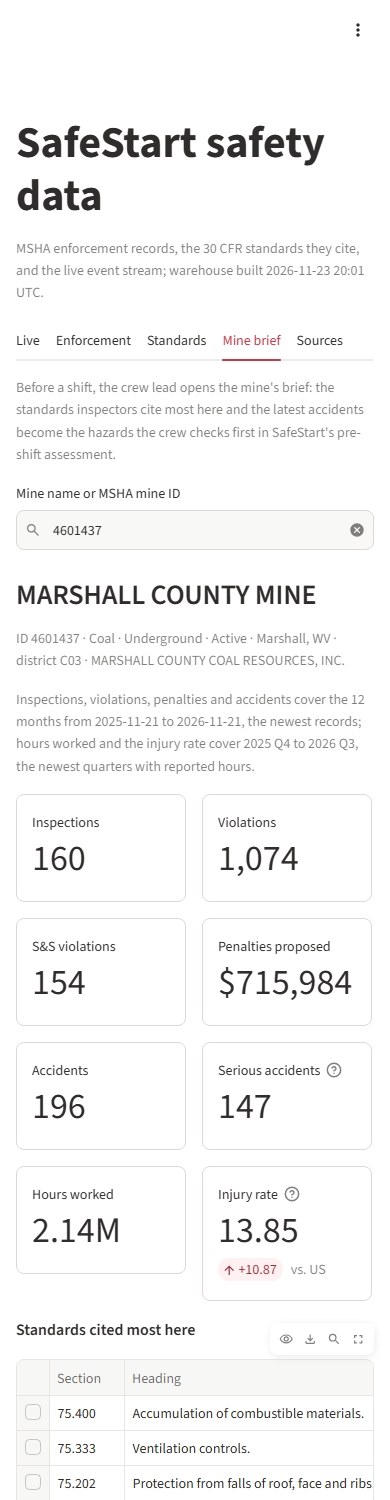 SafeStart safety
data
MSHA enforcement records, the 30 CFR standards they cite,
and the live event stream; warehouse built 2026-11-23 20:01
UTC.
Live Enforcement Standards Mine brief Sources
Before a shift, the crew lead opens the mine's brief: the
standards inspectors cite most here and the latest accidents
become the hazards the crew checks first in SafeStart's pre-
shift assessment.
Mine name or MSHA mine ID
4601437
MARSHALL COUNTY MINE
ID 4601437 · Coal · Underground · Active · Marshall, WV ·
district C03 · MARSHALL COUNTY COAL RESOURCES, INC.
Inspections, violations, penalties and accidents cover the 12
months from 2025-11-21 to 2026-11-21, the newest records;
hours worked and the injury rate cover 2025 Q4 to 2026 Q3,
the newest quarters with reported hours.
Inspections
160
Violations
1,074
S&S violations
154
Penalties proposed
$715,984
Accidents
196
Serious accidents
147
Hours worked
2.14M
Injury rate
13.85
+10.87 vs. US
Standards cited most here
Section Heading
75.400 Accumulation of combustible materials.
75.333 Ventilation controls.
75.202 Protection from falls of roof, face and ribs